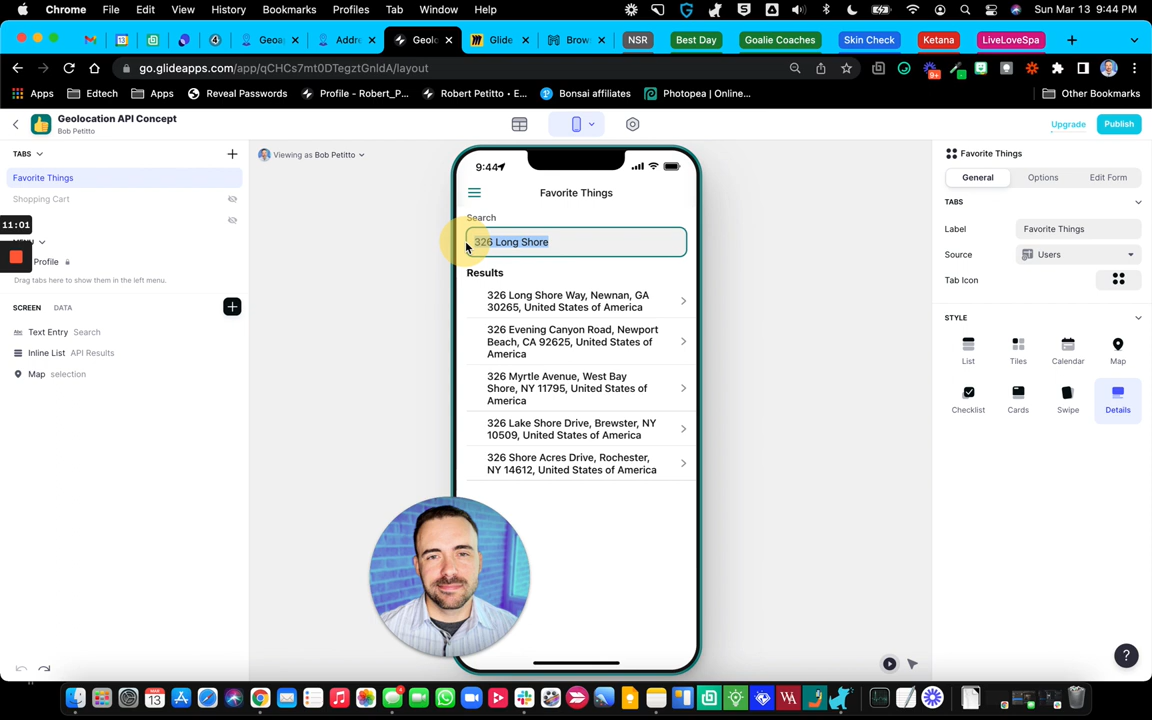 Chrome File Edit View History Bookmarks Profiles Tab Window Help Sun Mar 13 9:44 PM
Geoa Addre Geolo Glide Brow NSR Best Day Goalie Coaches Skin Check Ketana LiveLoveSpa
go.glideapps.com/app/qCHCs7mt0DTegztGnldA/layout
9+
Apps Edtech Apps Reveal Passwords Profile - Robert_P... Robert Petitto • E... Bonsai affiliates Photopea | Online... Other Bookmarks
Geolocation API Concept
Bob Petitto
Upgrade Publish
TABS
Favorite Things
Shopping Cart
11:01
Profile
Drag tabs here to show them in the left menu.
SCREEN DATA
Text Entry Search
Inline List API Results
Map selection
Viewing as Bob Petitto
9:44
Favorite Things
Search
326 Long Shore
Results
326 Long Shore Way, Newnan, GA
30265, United States of America
326 Evening Canyon Road, Newport
Beach, CA 92625, United States of
America
326 Myrtle Avenue, West Bay
Shore, NY 11795, United States of
America
326 Lake Shore Drive, Brewster, NY
10509, United States of America
326 Shore Acres Drive, Rochester,
NY 14612, United States of America
Favorite Things
General Options Edit Form
TABS
Label Favorite Things
Source Users
Tab Icon
STYLE
List Tiles Calendar Map
Checklist Cards Swipe Details
?